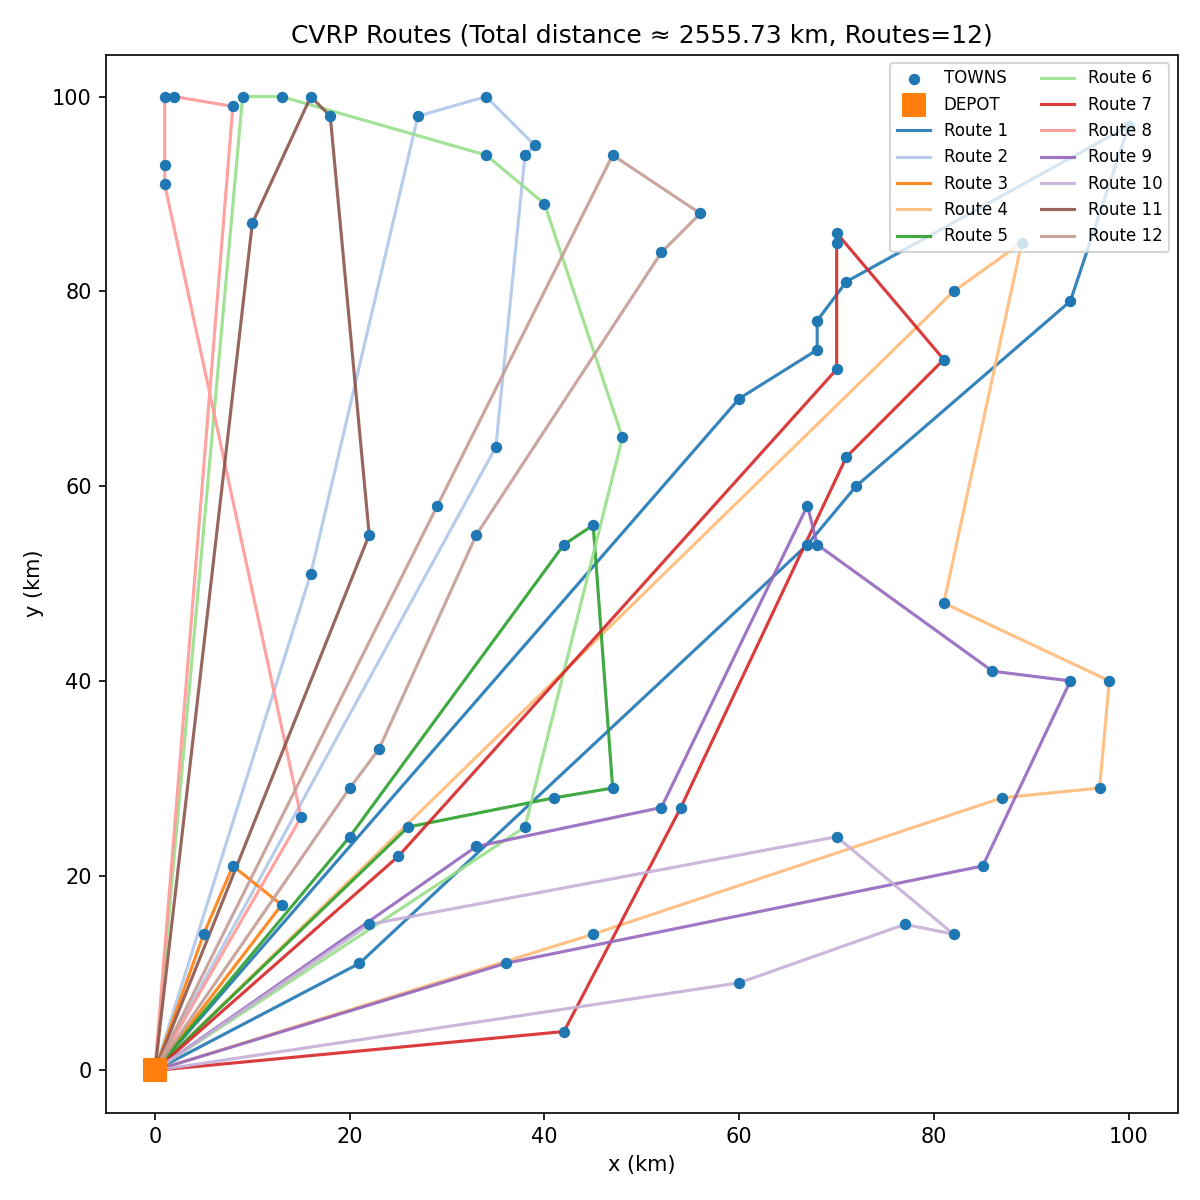 CVRP Routes (Total distance ≈ 2555.73 km, Routes=12)
TOWNS
DEPOT
Route 1
Route 2
Route 3
Route 4
Route 5
Route 6
Route 7
Route 8
Route 9
Route 10
Route 11
Route 12
100
80
60
40
20
0
y (km)
0 20 40 60 80 100
x (km)